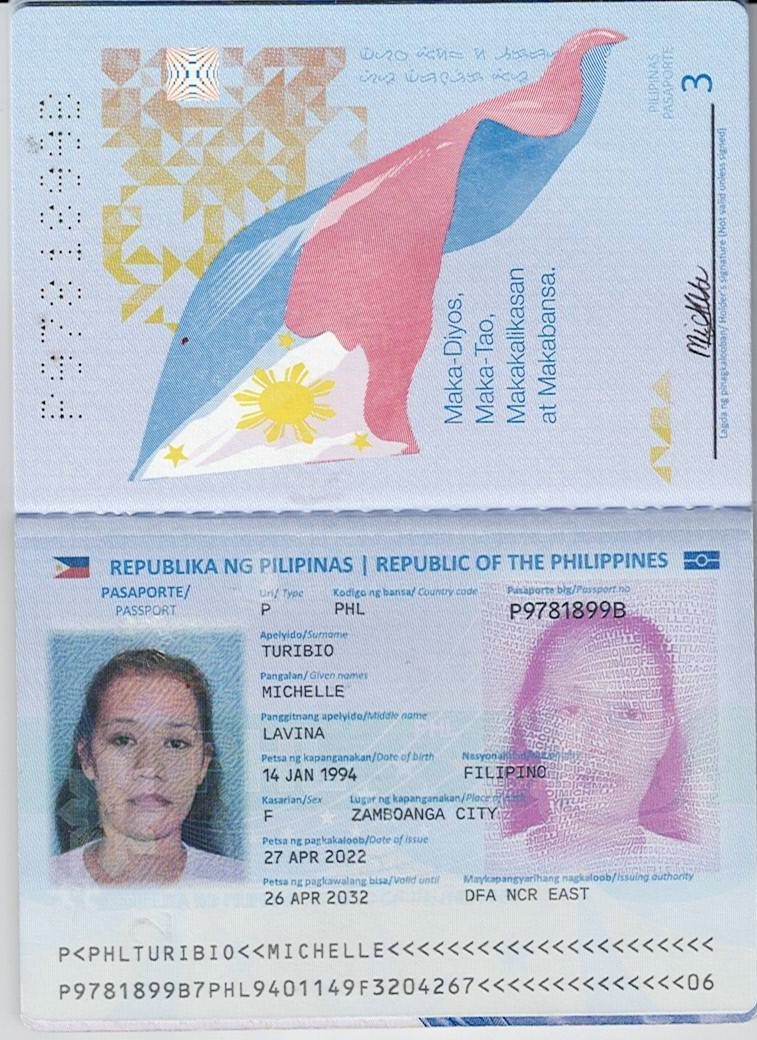 P9781899B
PILIPINAS
PASAPORTE
3
Maka-Diyos,
Maka-Tao,
Makakalikasan
at Makabansa.
Lagda ng pinagkalooban/ Holder's signature (Not valid unless signed)
REPUBLIKA NG PILIPINAS | REPUBLIC OF THE PHILIPPINES
PASAPORTE/
PASSPORT
Uri/ Type Kodigo ng bansa/ Country code Pasaporte blg/Passport no
P PHL P9781899B
Apelyido/Surname
TURIBIO
Pangalan/ Given names
MICHELLE
Panggitnang apelyido/Middle name
LAVINA
Petsa ng kapanganakan/Date of birth
14 JAN 1994 FILIPINO
Kasarian/Sex Lugar ng kapanganakan/Place of
F ZAMBOANGA CITY
Petsa ng pagkakaloob/Date of issue
27 APR 2022
Petsa ng pagkawalang bisa/Valid until Maykapangyarihang nagkaloob/Issuing authority
26 APR 2032 DFA NCR EAST
P<PHLTURIBIO<<MICHELLE<<<<<<<<<<<<<<<<<<<<<<
P9781899B7PHL9401149F3204267<<<<<<<<<<<<<<06